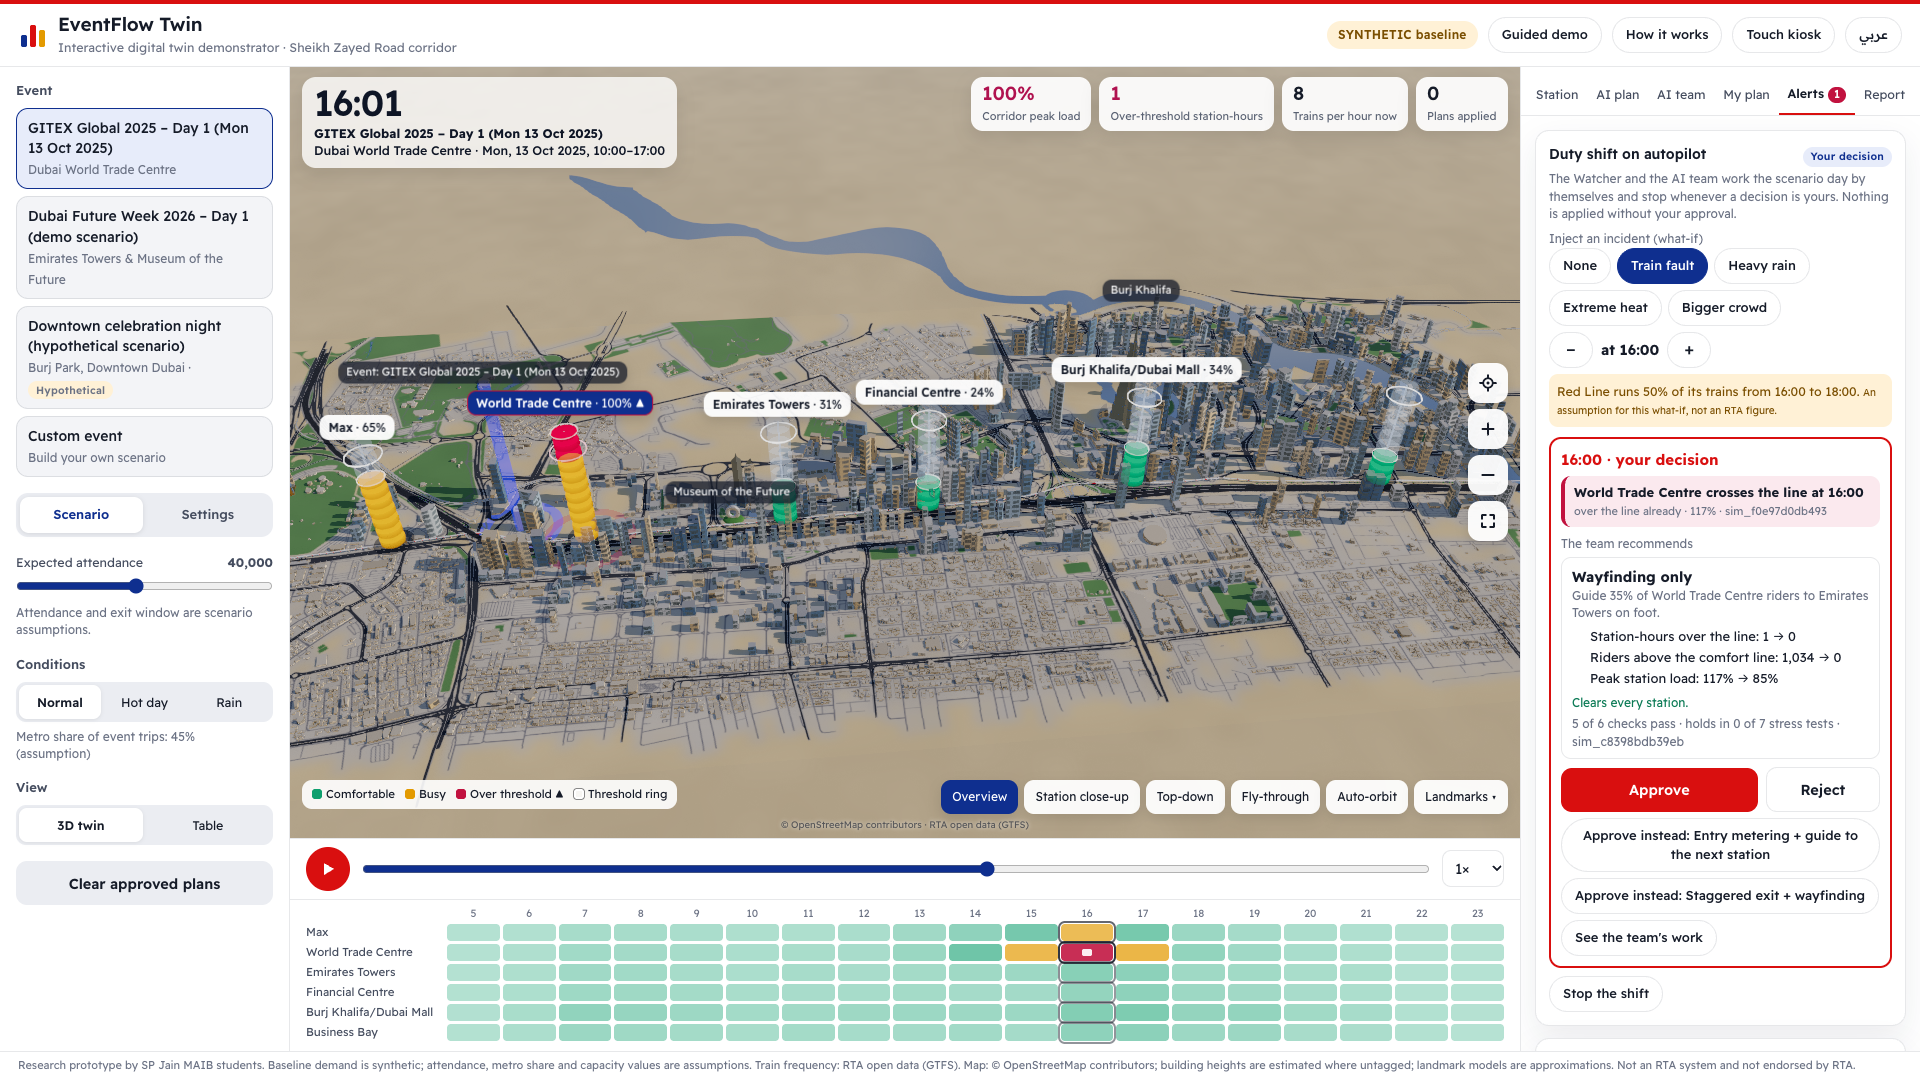 EventFlow Twin
Interactive digital twin demonstrator · Sheikh Zayed Road corridor
SYNTHETIC baseline
Guided demo
How it works
Touch kiosk
عربي
Event
GITEX Global 2025 – Day 1 (Mon
13 Oct 2025)
Dubai World Trade Centre
Dubai Future Week 2026 – Day 1
(demo scenario)
Emirates Towers & Museum of the
Future
Downtown celebration night
(hypothetical scenario)
Burj Park, Downtown Dubai ·
Hypothetical
Custom event
Build your own scenario
Scenario
Settings
Expected attendance
40,000
Attendance and exit window are scenario
assumptions.
Conditions
Normal
Hot day
Rain
Metro share of event trips: 45%
(assumption)
View
3D twin
Table
Clear approved plans
16:01
GITEX Global 2025 – Day 1 (Mon 13 Oct 2025)
Dubai World Trade Centre · Mon, 13 Oct 2025, 10:00–17:00
100%
Corridor peak load
1
Over-threshold station-hours
8
Trains per hour now
0
Plans applied
Burj Khalifa
Event: GITEX Global 2025 – Day 1 (Mon 13 Oct 2025)
Burj Khalifa/Dubai Mall · 34%
Financial Centre · 24%
World Trade Centre · 100% ▲
Emirates Towers · 31%
Max · 65%
Museum of the Future
Comfortable
Busy
Over threshold ▲
Threshold ring
Overview
Station close-up
Top-down
Fly-through
Auto-orbit
Landmarks ▾
© OpenStreetMap contributors · RTA open data (GTFS)
1×
5 6 7 8 9 10 11 12 13 14 15 16 17 18 19 20 21 22 23
Max
World Trade Centre
Emirates Towers
Financial Centre
Burj Khalifa/Dubai Mall
Business Bay
Station
AI plan
AI team
My plan
Alerts 1
Report
Duty shift on autopilot
Your decision
The Watcher and the AI team work the scenario day by
themselves and stop whenever a decision is yours. Nothing
is applied without your approval.
Inject an incident (what-if)
None
Train fault
Heavy rain
Extreme heat
Bigger crowd
−
at 16:00
+
Red Line runs 50% of its trains from 16:00 to 18:00. An
assumption for this what-if, not an RTA figure.
16:00 · your decision
World Trade Centre crosses the line at 16:00
over the line already · 117% · sim_f0e97d0db493
The team recommends
Wayfinding only
Guide 35% of World Trade Centre riders to Emirates
Towers on foot.
Station-hours over the line: 1 → 0
Riders above the comfort line: 1,034 → 0
Peak station load: 117% → 85%
Clears every station.
5 of 6 checks pass · holds in 0 of 7 stress tests ·
sim_c8398bdb39eb
Approve
Reject
Approve instead: Entry metering + guide to
the next station
Approve instead: Staggered exit + wayfinding
See the team's work
Stop the shift
Research prototype by SP Jain MAIB students. Baseline demand is synthetic; attendance, metro share and capacity values are assumptions. Train frequency: RTA open data (GTFS). Map: © OpenStreetMap contributors; building heights are estimated where untagged; landmark models are approximations. Not an RTA system and not endorsed by RTA.